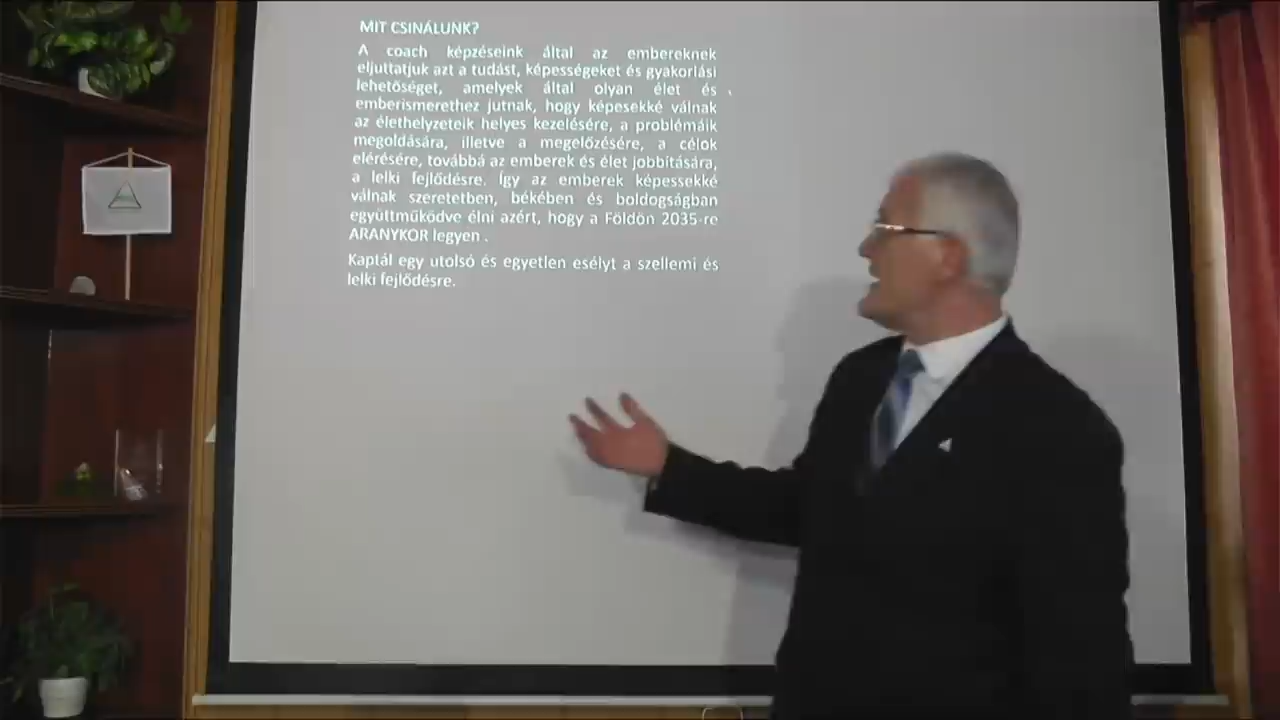 MIT CSINÁLUNK?
A coach képzéseink által az embereknek
eljuttatjuk azt a tudást, képességeket és gyakorlási
lehetőséget, amelyek által olyan élet és
emberismerethez jutnak, hogy képesekké válnak
az élethelyzeteik helyes kezelésére, a problémáik
megoldására, illetve a megelőzésére, a célok
elérésére, továbbá az emberek és élet jobbítására,
a lelki fejlődésre. Így az emberek képessekké
válnak szeretetben, békében és boldogságban
együttműködve élni azért, hogy a Földön 2035-re
ARANYKOR legyen .
Kaptál egy utolsó és egyetlen esélyt a szellemi és
lelki fejlődésre.